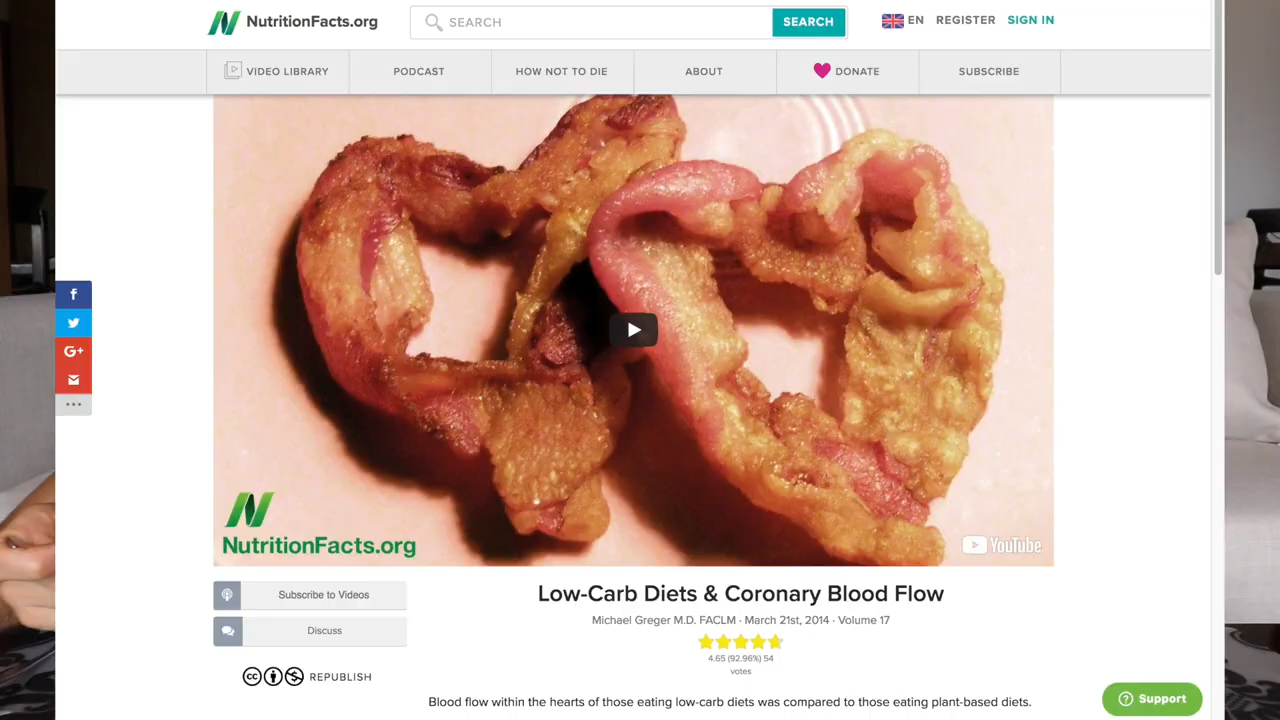 NutritionFacts.org
SEARCH
SEARCH
EN
REGISTER
SIGN IN
VIDEO LIBRARY
PODCAST
HOW NOT TO DIE
ABOUT
DONATE
SUBSCRIBE
f
G+
NutritionFacts.org
YouTube
Subscribe to Videos
Discuss
cc
REPUBLISH
Low-Carb Diets & Coronary Blood Flow
Michael Greger M.D. FACLM · March 21st, 2014 · Volume 17
4.65 (92.96%) 54
votes
Blood flow within the hearts of those eating low-carb diets was compared to those eating plant-based diets.
Support